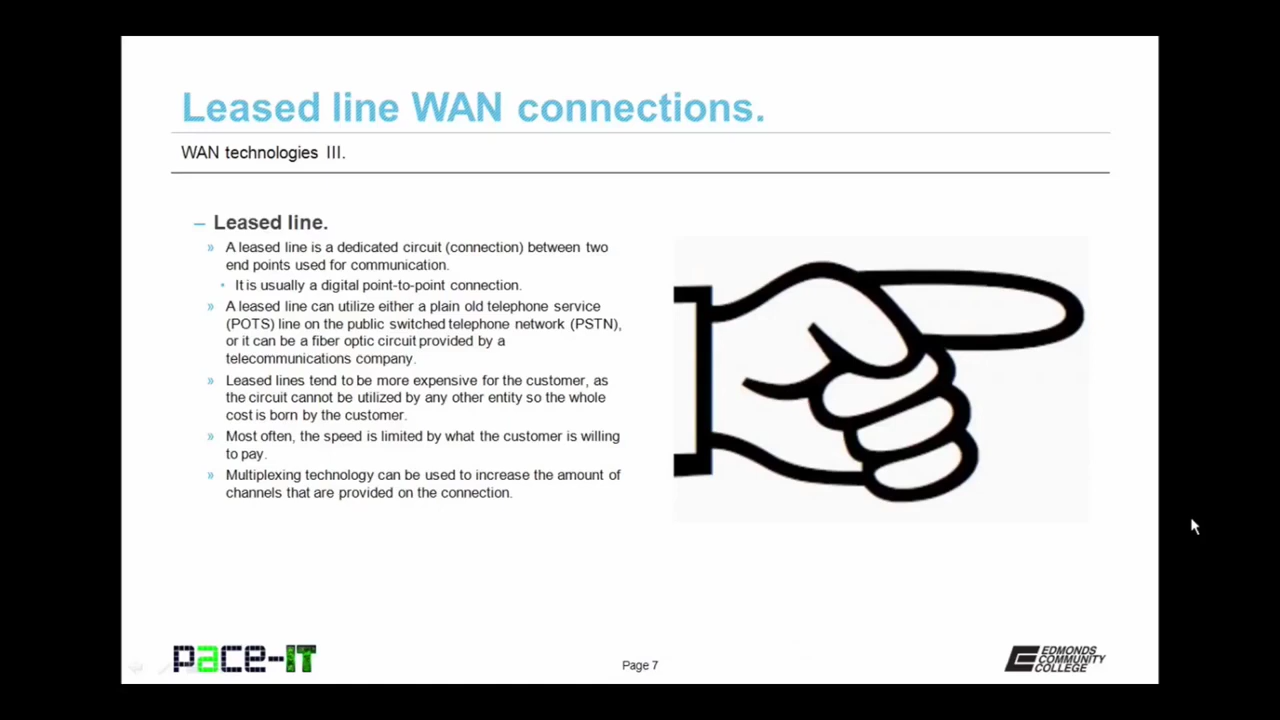 Leased line WAN connections.
WAN technologies III.
– Leased line.
» A leased line is a dedicated circuit (connection) between two
end points used for communication.
• It is usually a digital point-to-point connection.
» A leased line can utilize either a plain old telephone service
(POTS) line on the public switched telephone network (PSTN),
or it can be a fiber optic circuit provided by a
telecommunications company.
» Leased lines tend to be more expensive for the customer, as
the circuit cannot be utilized by any other entity so the whole
cost is born by the customer.
» Most often, the speed is limited by what the customer is willing
to pay.
» Multiplexing technology can be used to increase the amount of
channels that are provided on the connection.
pace-IT
Page 7
EDMONDS
COMMUNITY
COLLEGE